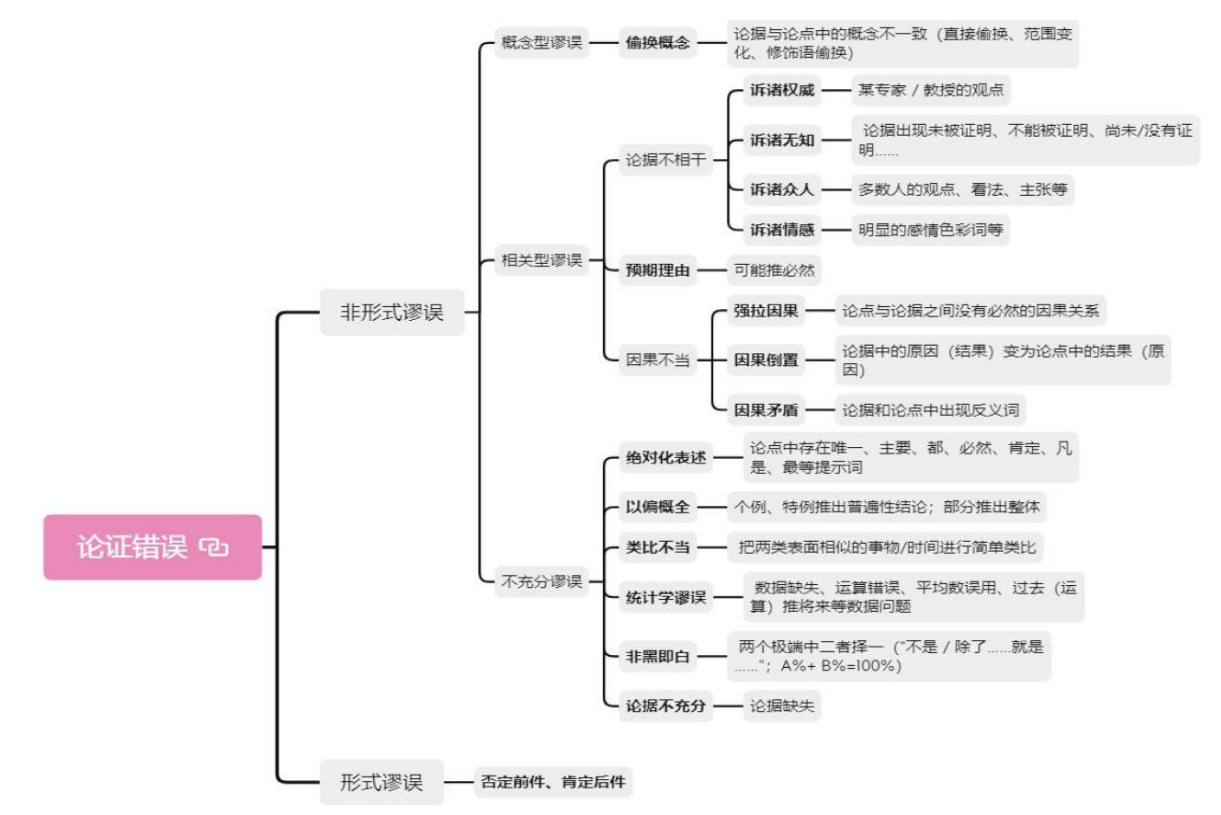 概念型谬误
偷换概念
论据与论点中的概念不一致（直接偷换、范围变
化、修饰语偷换）
诉诸权威
某专家 / 教授的观点
诉诸无知
论据出现未被证明、不能被证明、尚未/没有证
明......
论据不相干
诉诸众人
多数人的观点、看法、主张等
诉诸情感
明显的感情色彩词等
相关型谬误
预期理由
可能推必然
非形式谬误
强拉因果
论点与论据之间没有必然的因果关系
因果不当
因果倒置
论据中的原因（结果）变为论点中的结果（原
因）
因果矛盾
论据和论点中出现反义词
绝对化表述
论点中存在唯一、主要、都、必然、肯定、凡
是、最等提示词
以偏概全
个例、特例推出普遍性结论；部分推出整体
论证错误
类比不当
把两类表面相似的事物/时间进行简单类比
不充分谬误
统计学谬误
数据缺失、运算错误、平均数误用、过去（运
算）推将来等数据问题
非黑即白
两个极端中二者择一（“不是 / 除了......就是
......”；A%+ B%=100%）
论据不充分
论据缺失
形式谬误
否定前件、肯定后件